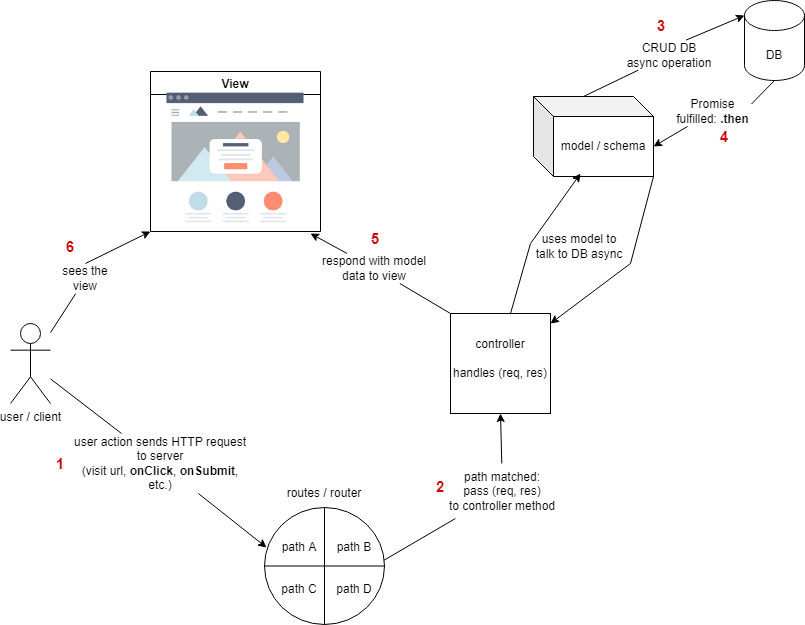 3
CRUD DB
async operation
DB
View
Promise
fulfilled: .then
4
model / schema
6
sees the
view
5
respond with model
data to view
uses model to
talk to DB async
controller
handles (req, res)
user / client
1
user action sends HTTP request
to server
(visit url, onClick, onSubmit,
etc.)
2
path matched:
pass (req, res)
to controller method
routes / router
path A
path B
path C
path D